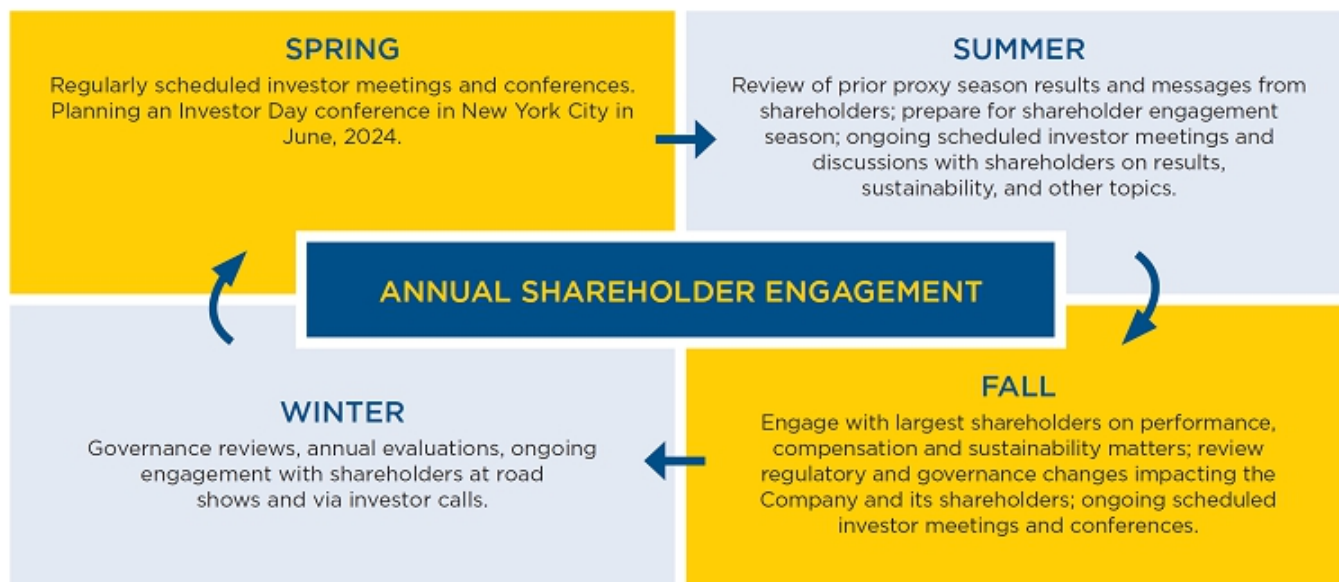 SPRING
Regularly scheduled investor meetings and conferences.
Planning an Investor Day conference in New York City in
June, 2024.
SUMMER
Review of prior proxy season results and messages from
shareholders; prepare for shareholder engagement
season; ongoing scheduled investor meetings and
discussions with shareholders on results,
sustainability, and other topics.
ANNUAL SHAREHOLDER ENGAGEMENT
WINTER
Governance reviews, annual evaluations, ongoing
engagement with shareholders at road
shows and via investor calls.
FALL
Engage with largest shareholders on performance,
compensation and sustainability matters; review
regulatory and governance changes impacting the
Company and its shareholders; ongoing scheduled
investor meetings and conferences.